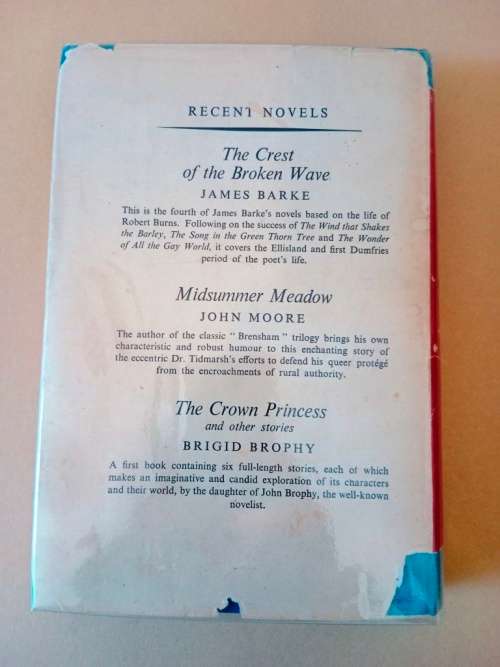 RECENT NOVELS
The Crest
of the Broken Wave
JAMES BARKE
This is the fourth of James Barke's novels based on the life of
Robert Burns. Following on the success of The Wind that Shakes
the Barley, The Song in the Green Thorn Tree and The Wonder
of All the Gay World, it covers the Ellisland and first Dumfries
period of the poet's life.
Midsummer Meadow
JOHN MOORE
The author of the classic " Brensham " trilogy brings his own
characteristic and robust humour to this enchanting story of
the eccentric Dr. Tidmarsh's efforts to defend his queer protégé
from the encroachments of rural authority.
The Crown Princess
and other stories
BRIGID BROPHY
A first book containing six full-length stories, each of which
makes an imaginative and candid exploration of its characters
and their world, by the daughter of John Brophy, the well-known
novelist.